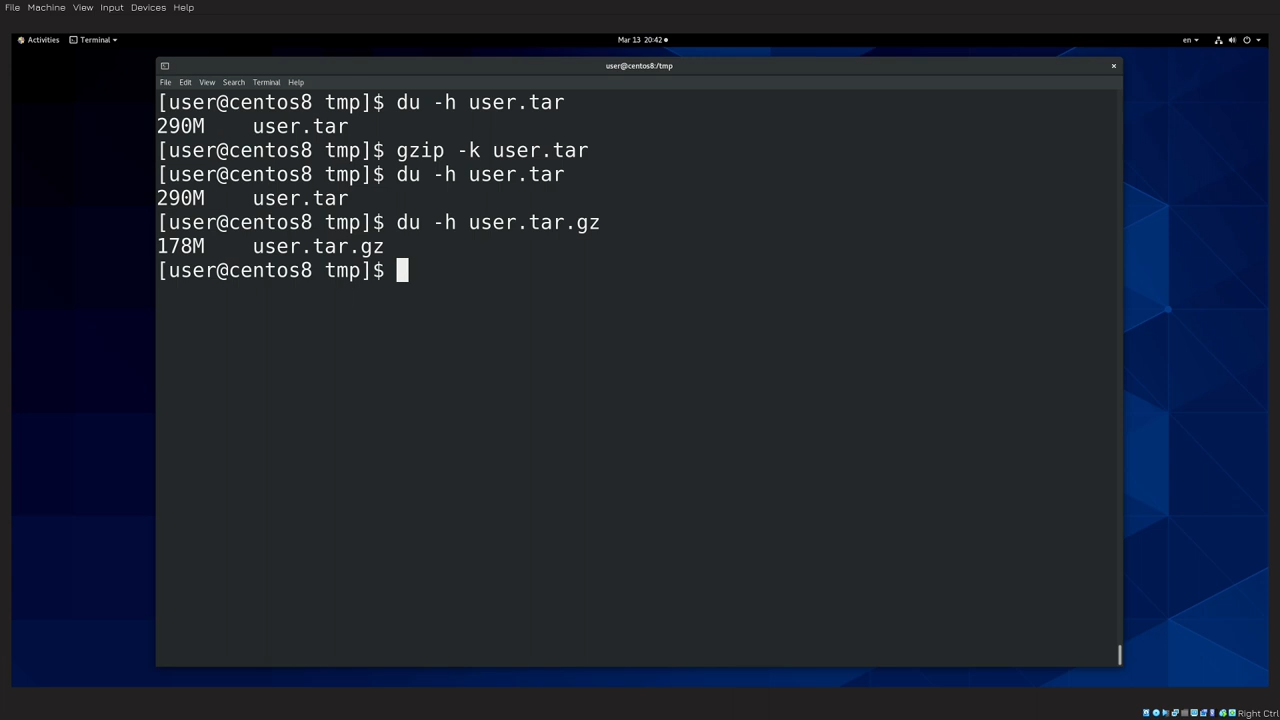 File Machine View Input Devices Help
Activities Terminal Mar 13 20:42 en
user@centos8:/tmp
File Edit View Search Terminal Help
[user@centos8 tmp]$ du -h user.tar
290M user.tar
[user@centos8 tmp]$ gzip -k user.tar
[user@centos8 tmp]$ du -h user.tar
290M user.tar
[user@centos8 tmp]$ du -h user.tar.gz
178M user.tar.gz
[user@centos8 tmp]$
Right Ctrl